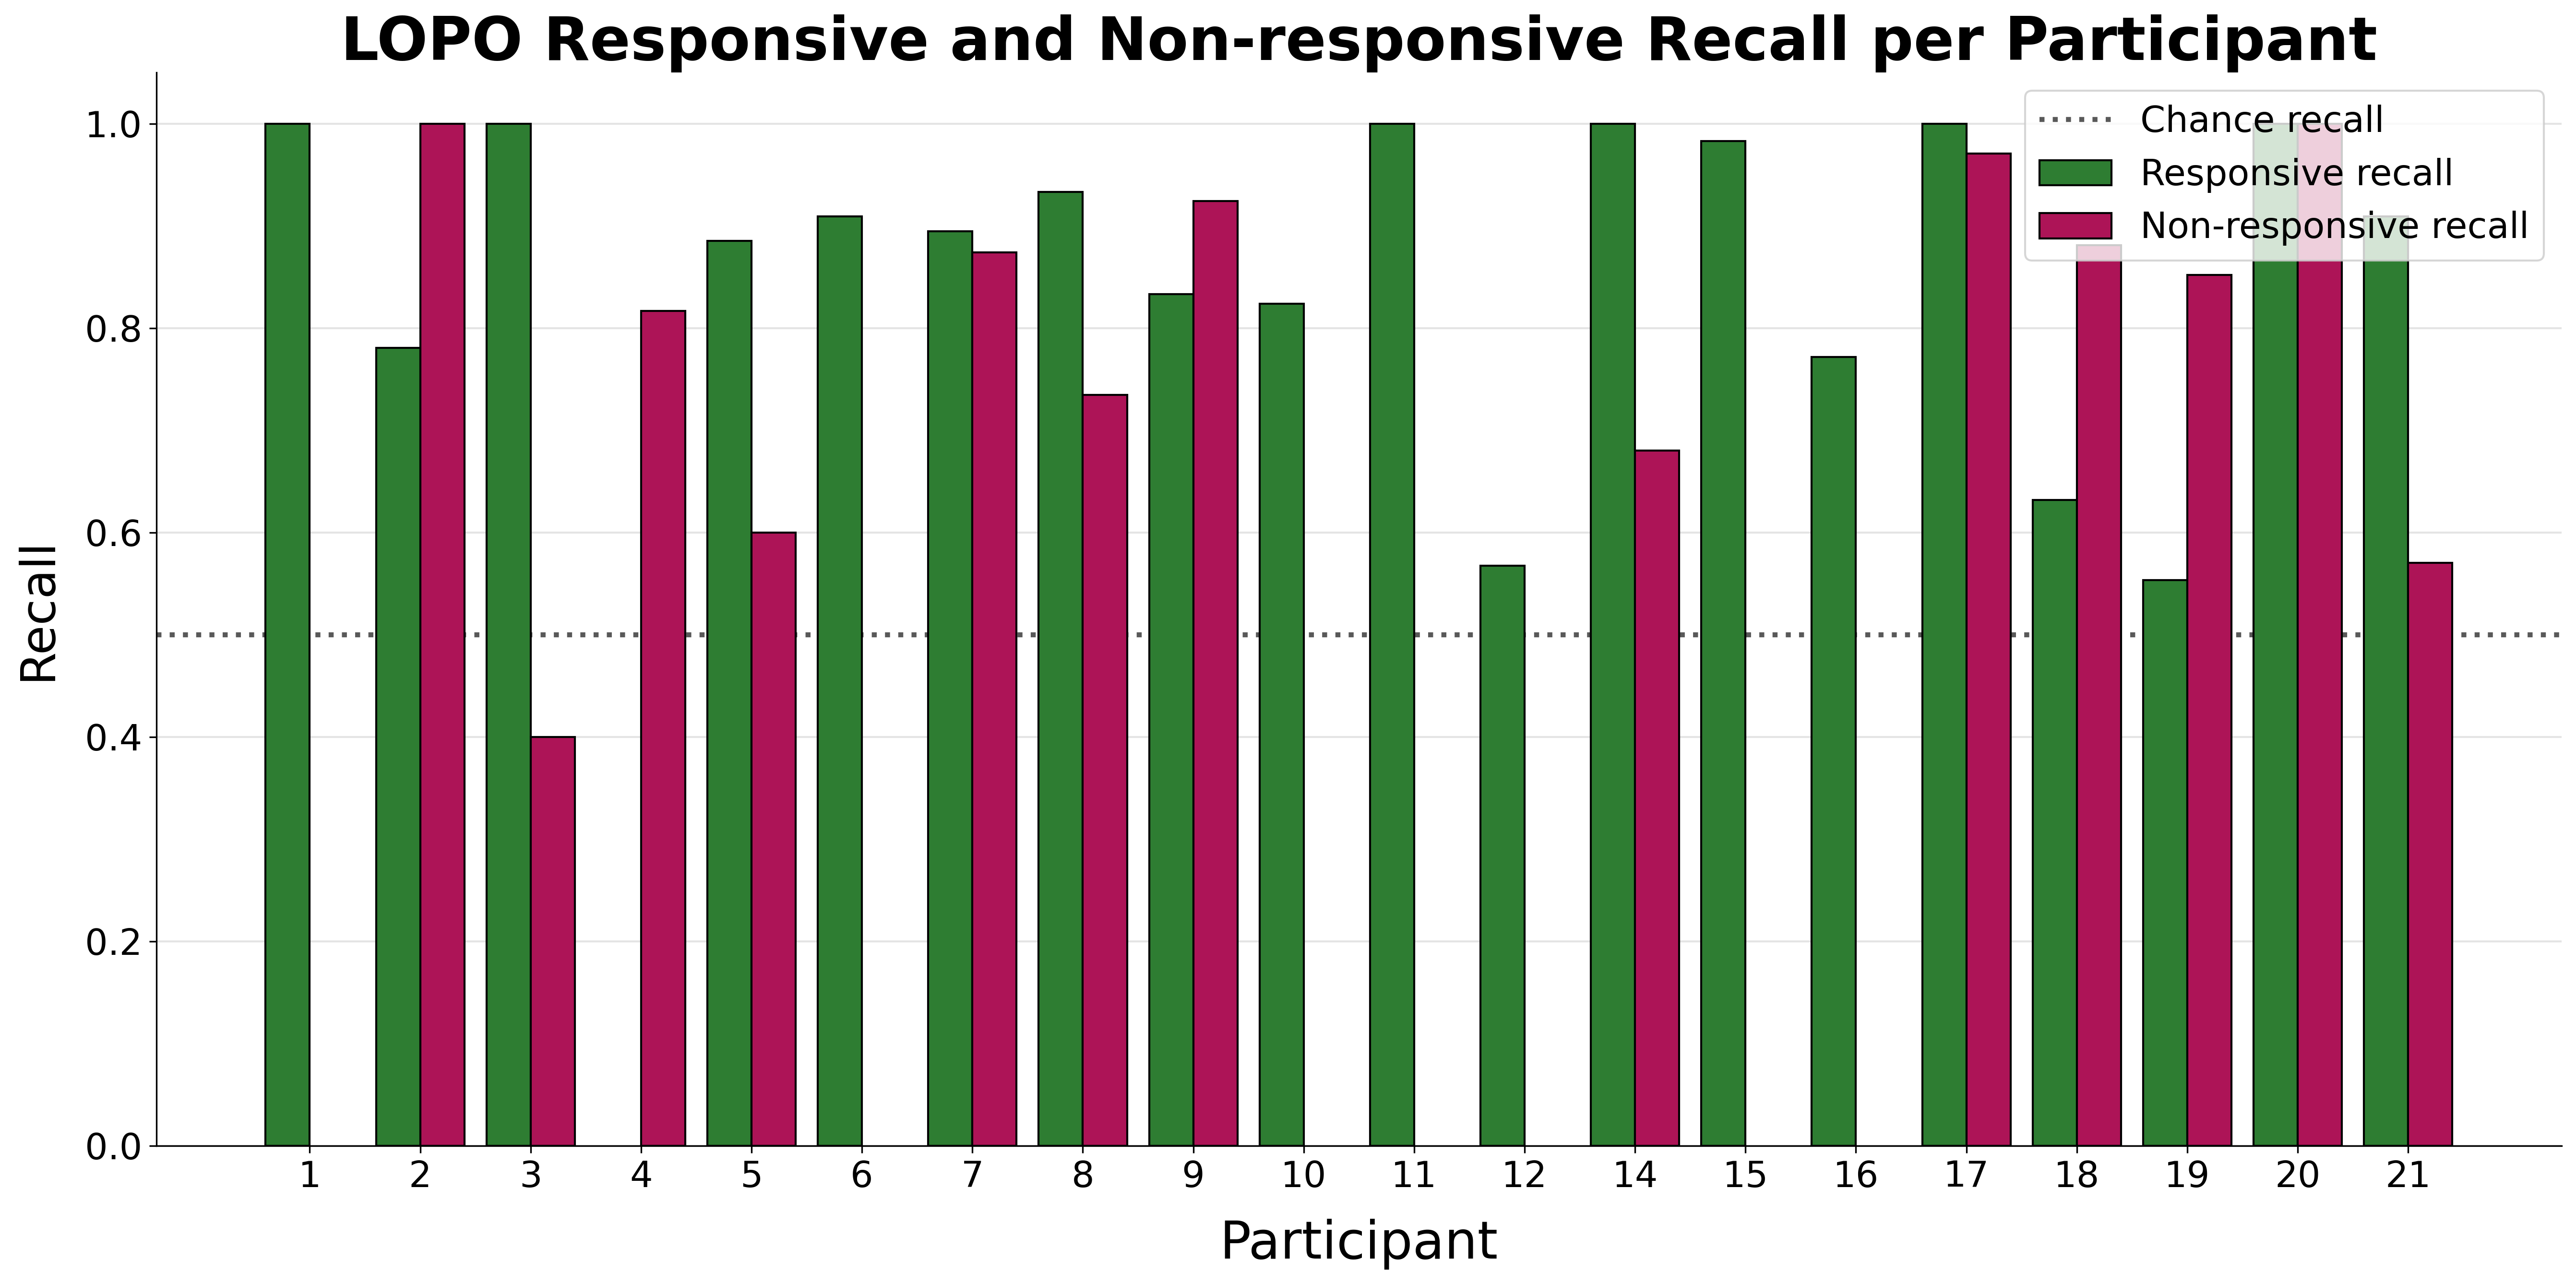 LOPO Responsive and Non-responsive Recall per Participant
Chance recall
Responsive recall
Non-responsive recall
1.0
0.8
0.6
0.4
0.2
0.0
Recall
1 2 3 4 5 6 7 8 9 10 11 12 14 15 16 17 18 19 20 21
Participant